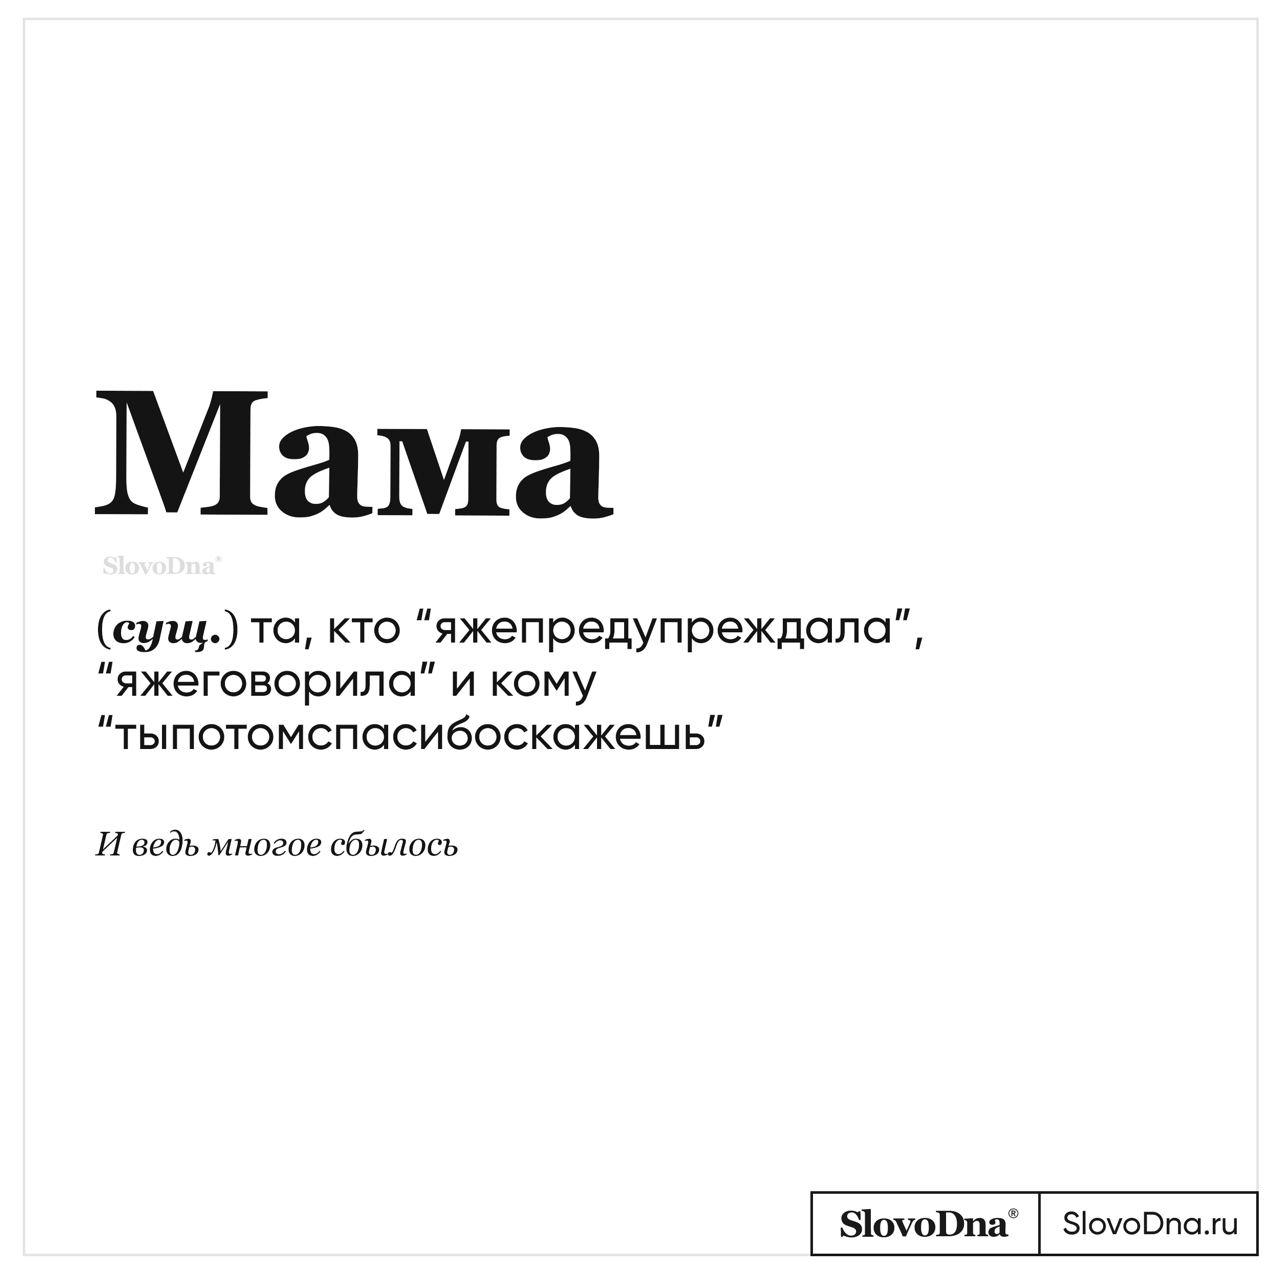 Мама
SlovoDna®
(сущ.) та, кто “яжепредупреждала”,
“яжеговорила” и кому
“тыпотомспасибоскажешь”
И ведь многое сбылось
SlovoDna® SlovoDna.ru